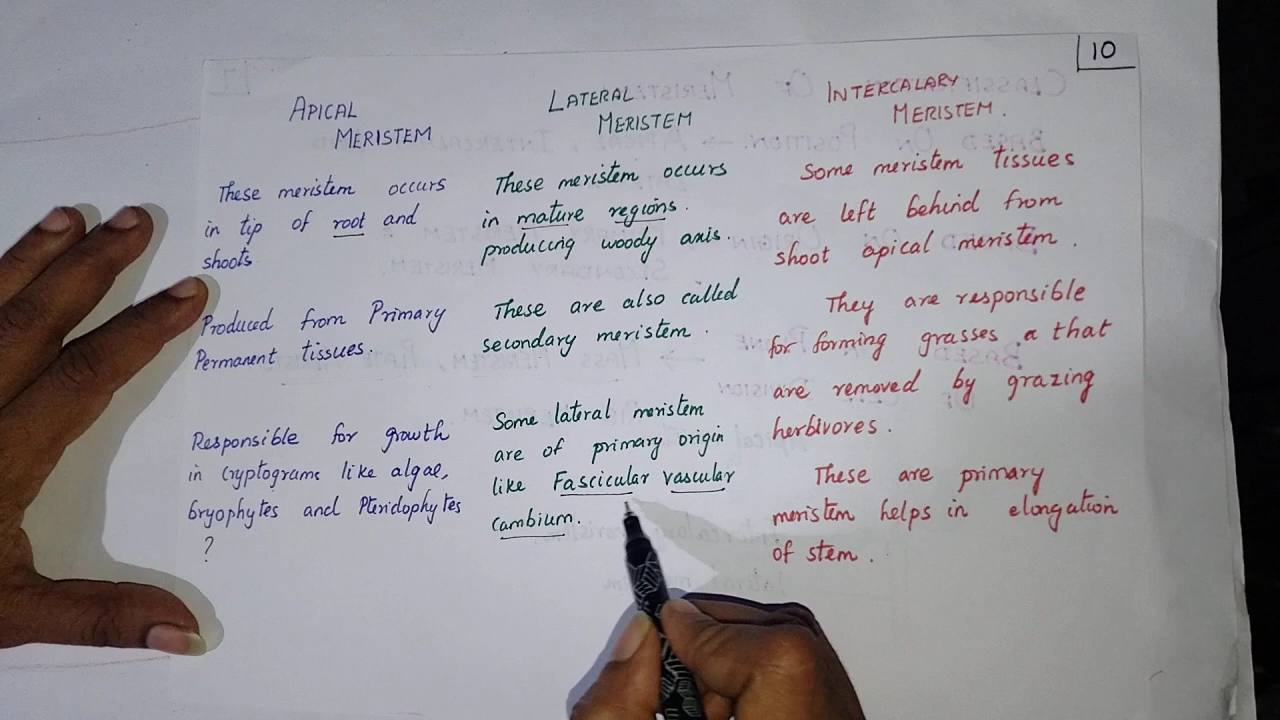 10
APICAL
MERISTEM
These meristem occurs
in tip of root and
shoots
Produced from Primary
Permanent tissues.
Responsible for growth
in cryptograms like algae,
bryophytes and Pteridophytes
?
LATERAL
MERISTEM
These meristem occurs
in mature regions.
producing woody axis.
These are also called
secondary meristem.
Some lateral meristem
are of primary origin
like Fascicular vascular
cambium.
INTERCALARY
MERISTEM.
Some meristem tissues
are left behind from
shoot apical meristem.
They are responsible
for forming grasses a that
are removed by grazing
herbivores.
These are primary
meristem helps in elongation
of stem.